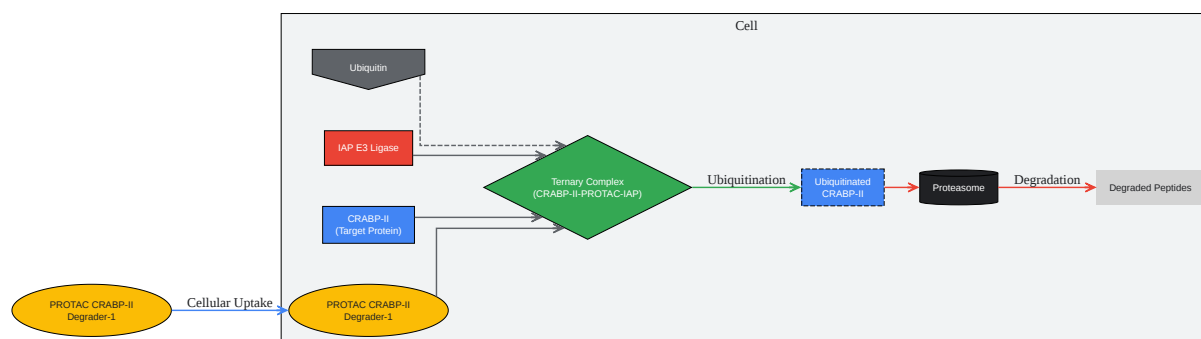 Cell
Ubiquitin
IAP E3 Ligase
CRABP-II
(Target Protein)
PROTAC CRABP-II
Degrader-1
Cellular Uptake
PROTAC CRABP-II
Degrader-1
Ternary Complex
(CRABP-II-PROTAC-IAP)
Ubiquitination
Ubiquitinated
CRABP-II
Proteasome
Degradation
Degraded Peptides